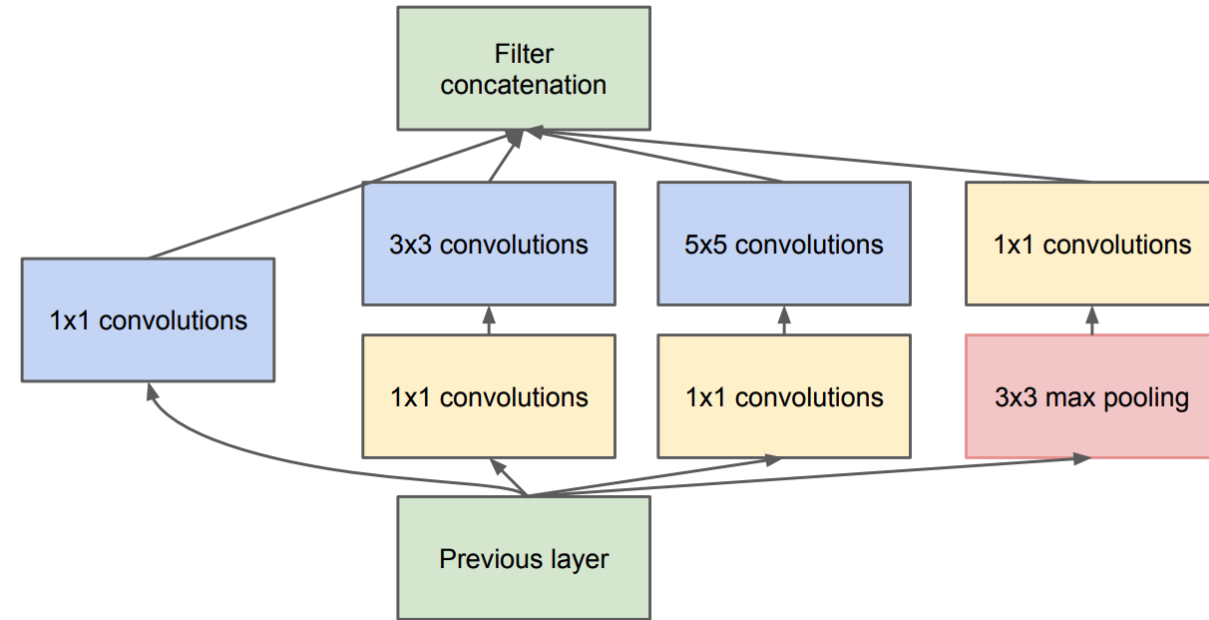 Filter
concatenation
3x3 convolutions
5x5 convolutions
1x1 convolutions
1x1 convolutions
1x1 convolutions
1x1 convolutions
3x3 max pooling
Previous layer